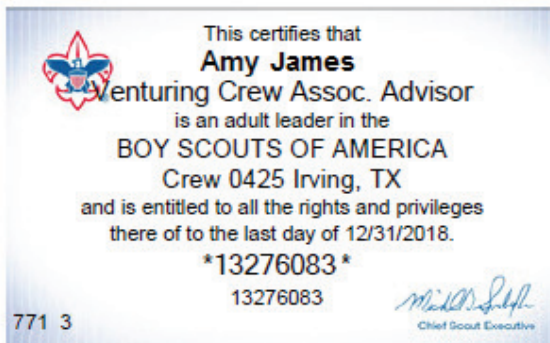 This certifies that
Amy James
Venturing Crew Assoc. Advisor
is an adult leader in the
BOY SCOUTS OF AMERICA
Crew 0425 Irving, TX
and is entitled to all the rights and privileges
there of to the last day of 12/31/2018.
*13276083*
13276083
771 3
Chief Scout Executive